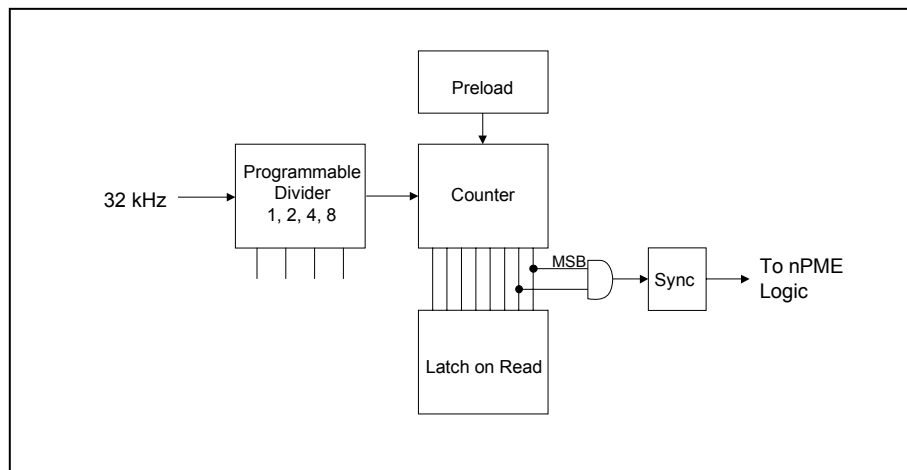 Preload
32 kHz
Programmable
Divider
1, 2, 4, 8
Counter
MSB
Sync
To nPME
Logic
Latch on Read